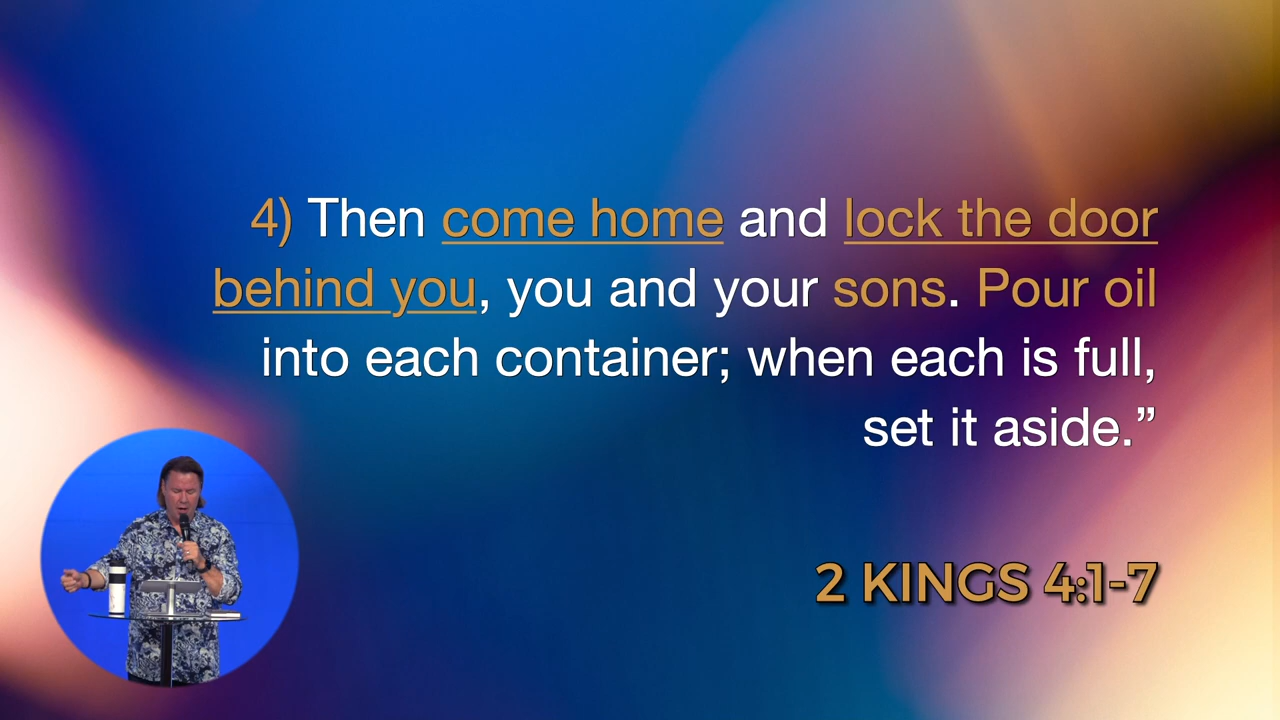 4) Then come home and lock the door
behind you, you and your sons. Pour oil
into each container; when each is full,
set it aside.”
2 KINGS 4:1-7